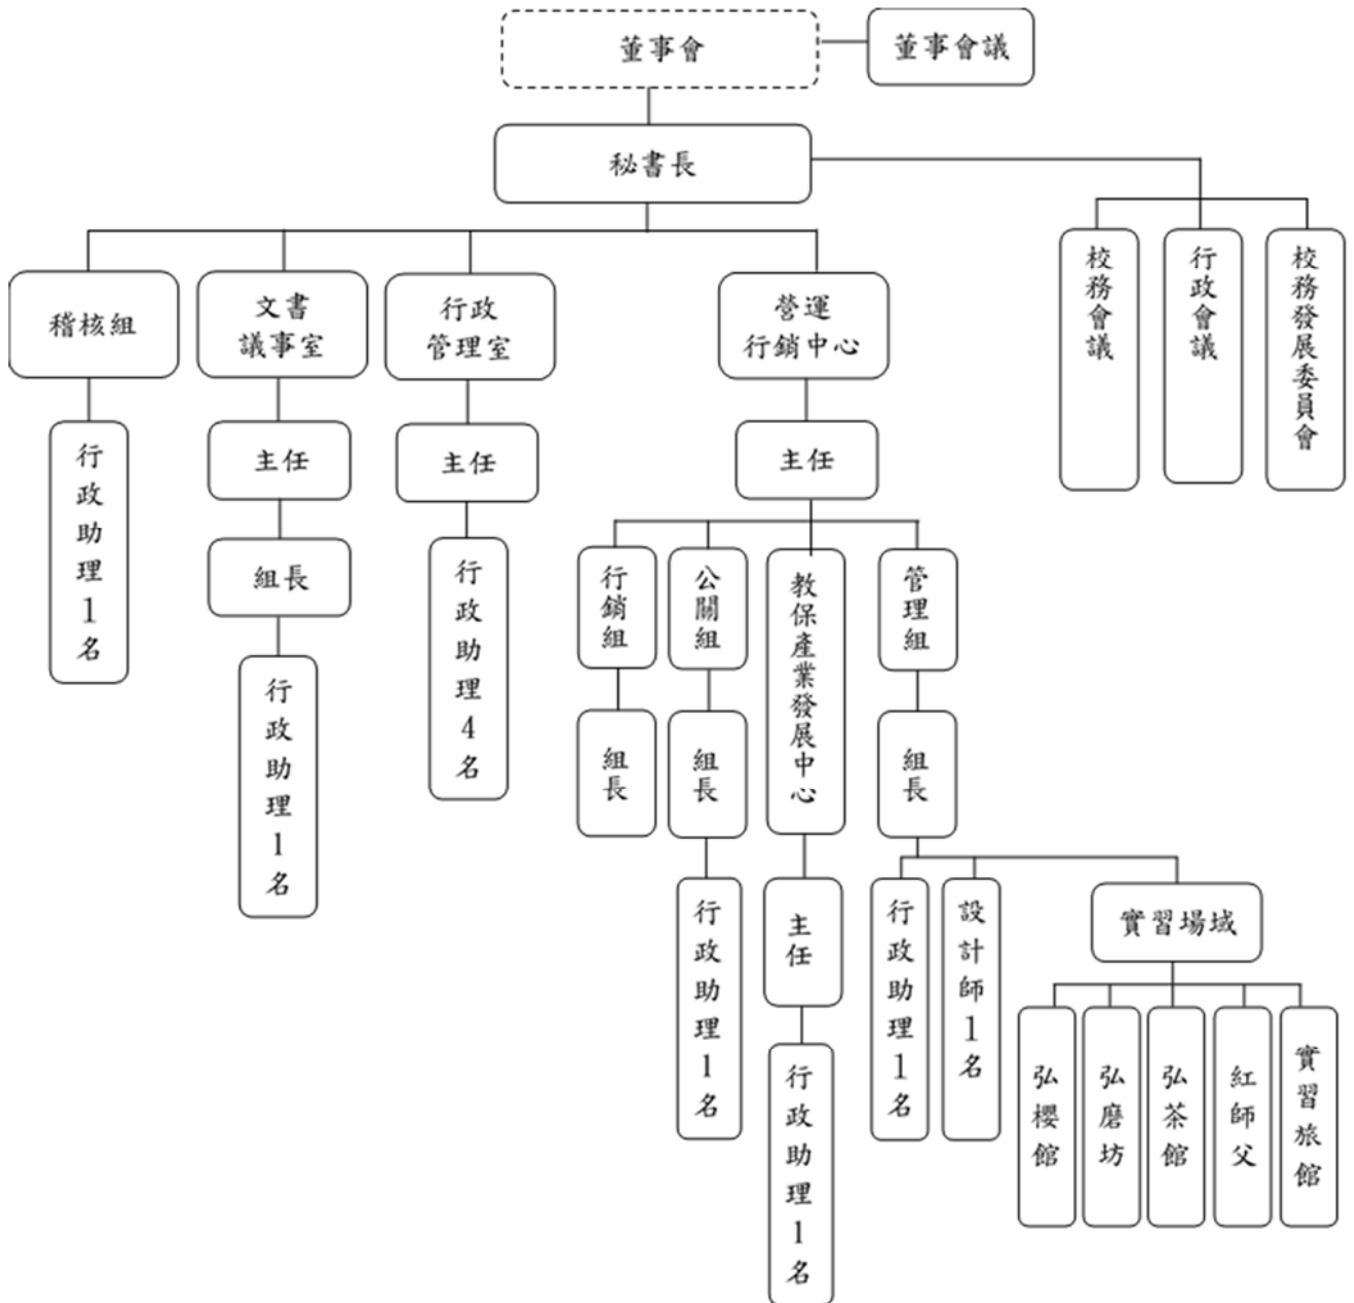 董事會
董事會議
秘書長
校務會議
行政會議
校務發展委員會
稽核組
文書
議事室
行政
管理室
營運
行銷中心
行政助理1名
主任
主任
主任
組長
行政助理1名
行政助理4名
行銷組
公關組
教保產業發展中心
管理組
組長
組長
組長
行政助理1名
主任
行政助理1名
行政助理1名
設計師1名
實習場域
弘櫻館
弘磨坊
弘茶館
紅師父
實習旅館